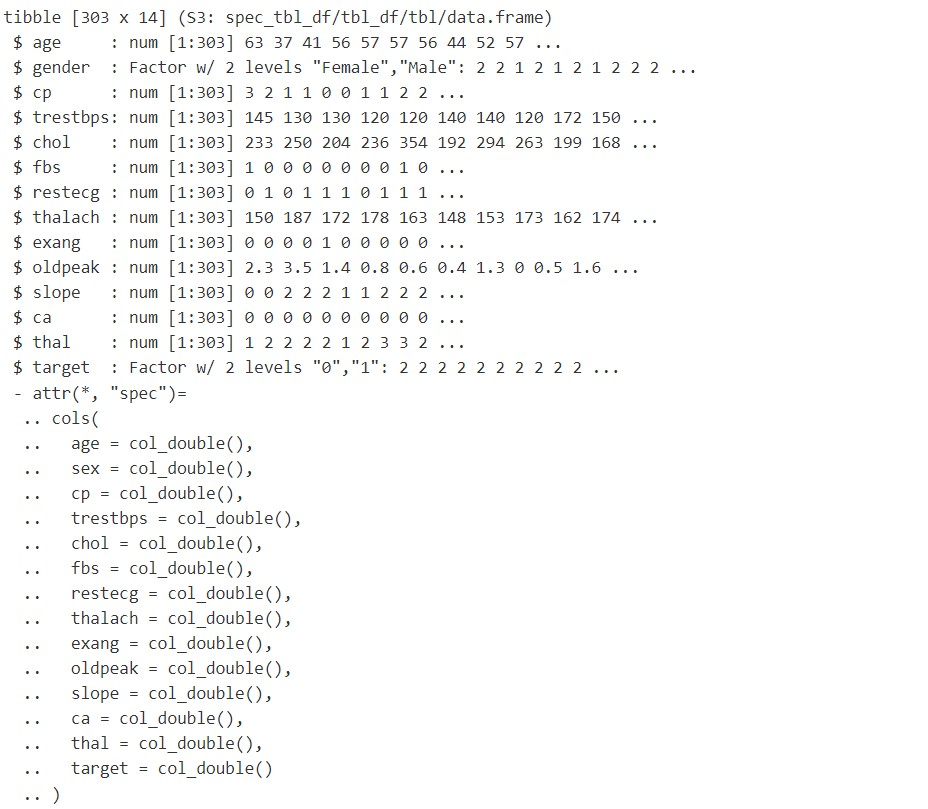 tibble [303 x 14] (S3: spec_tbl_df/tbl_df/tbl/data.frame)
 $ age     : num [1:303] 63 37 41 56 57 57 56 44 52 57 ...
 $ gender  : Factor w/ 2 levels "Female","Male": 2 2 1 2 1 2 1 2 2 2 ...
 $ cp      : num [1:303] 3 2 1 1 0 0 1 1 2 2 ...
 $ trestbps: num [1:303] 145 130 130 120 120 140 140 120 172 150 ...
 $ chol    : num [1:303] 233 250 204 236 354 192 294 263 199 168 ...
 $ fbs     : num [1:303] 1 0 0 0 0 0 0 0 1 0 ...
 $ restecg : num [1:303] 0 1 0 1 1 1 0 1 1 1 ...
 $ thalach : num [1:303] 150 187 172 178 163 148 153 173 162 174 ...
 $ exang   : num [1:303] 0 0 0 0 1 0 0 0 0 0 ...
 $ oldpeak : num [1:303] 2.3 3.5 1.4 0.8 0.6 0.4 1.3 0 0.5 1.6 ...
 $ slope   : num [1:303] 0 0 2 2 2 1 1 2 2 2 ...
 $ ca      : num [1:303] 0 0 0 0 0 0 0 0 0 0 ...
 $ thal    : num [1:303] 1 2 2 2 2 1 2 3 3 2 ...
 $ target  : Factor w/ 2 levels "0","1": 2 2 2 2 2 2 2 2 2 2 ...
 - attr(*, "spec")=
  .. cols(
  ..   age = col_double(),
  ..   sex = col_double(),
  ..   cp = col_double(),
  ..   trestbps = col_double(),
  ..   chol = col_double(),
  ..   fbs = col_double(),
  ..   restecg = col_double(),
  ..   thalach = col_double(),
  ..   exang = col_double(),
  ..   oldpeak = col_double(),
  ..   slope = col_double(),
  ..   ca = col_double(),
  ..   thal = col_double(),
  ..   target = col_double()
  .. )